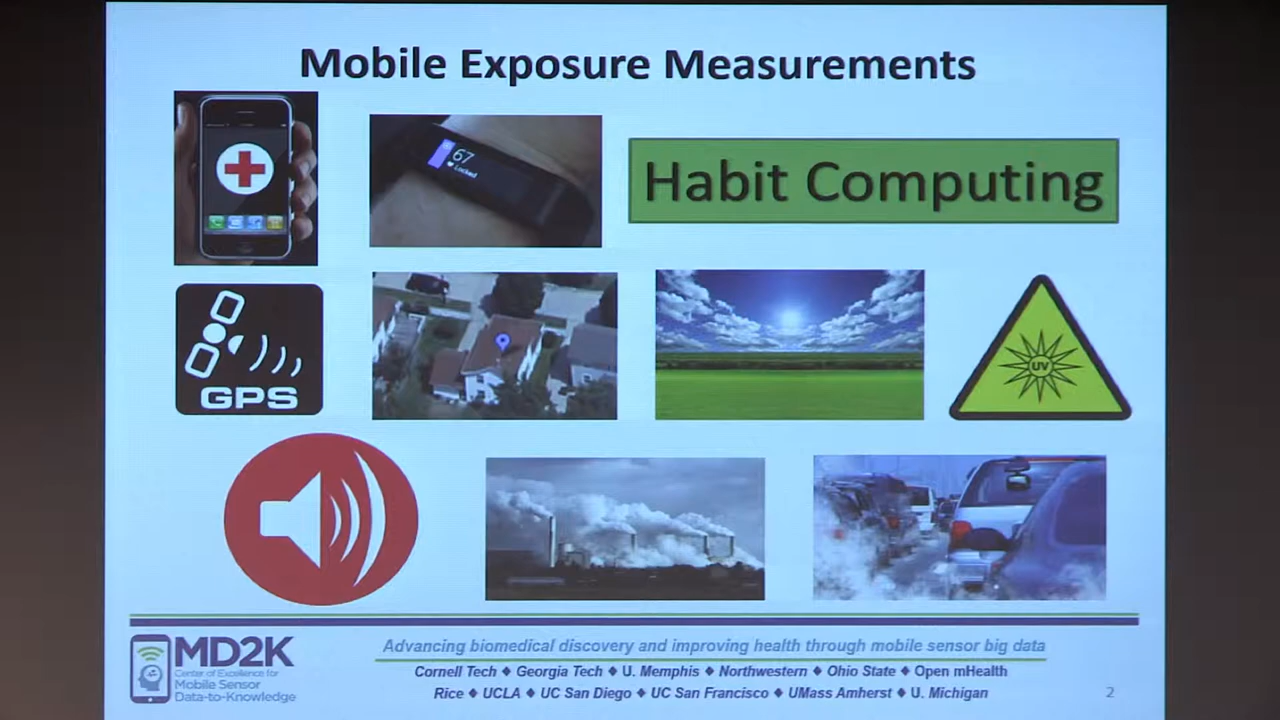 Mobile Exposure Measurements
67
Locked
Habit Computing
GPS
UV
MD2K
Center of Excellence for
Mobile Sensor
Data-to-Knowledge
Advancing biomedical discovery and improving health through mobile sensor big data
Cornell Tech ❖ Georgia Tech ❖ U. Memphis ❖ Northwestern ❖ Ohio State ❖ Open mHealth
Rice ❖ UCLA ❖ UC San Diego ❖ UC San Francisco ❖ UMass Amherst ❖ U. Michigan
2